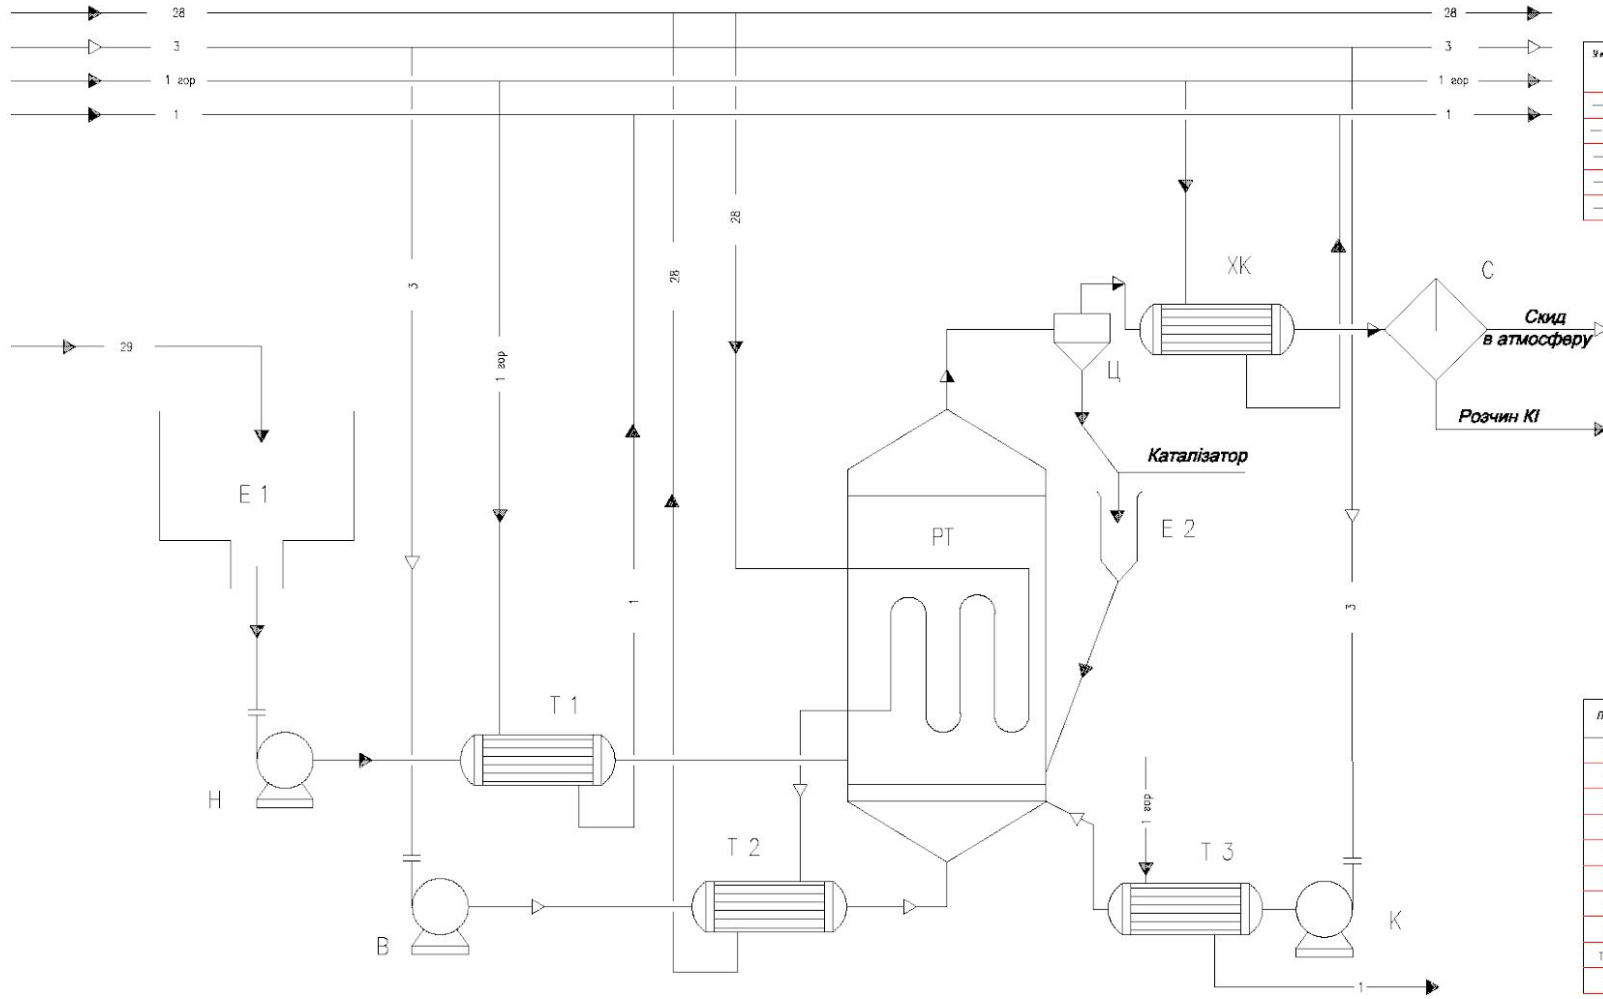 28
28
3
3
1 гор
1 гор
1
1
28
ХК
С
28
3
Скид
в атмосферу
29
1 гор
Ц
Розчин КІ
Каталізатор
Е 1
Е 2
РТ
1
3
Т 1
Н
1 гор
Т 2
Т 3
В
К
1